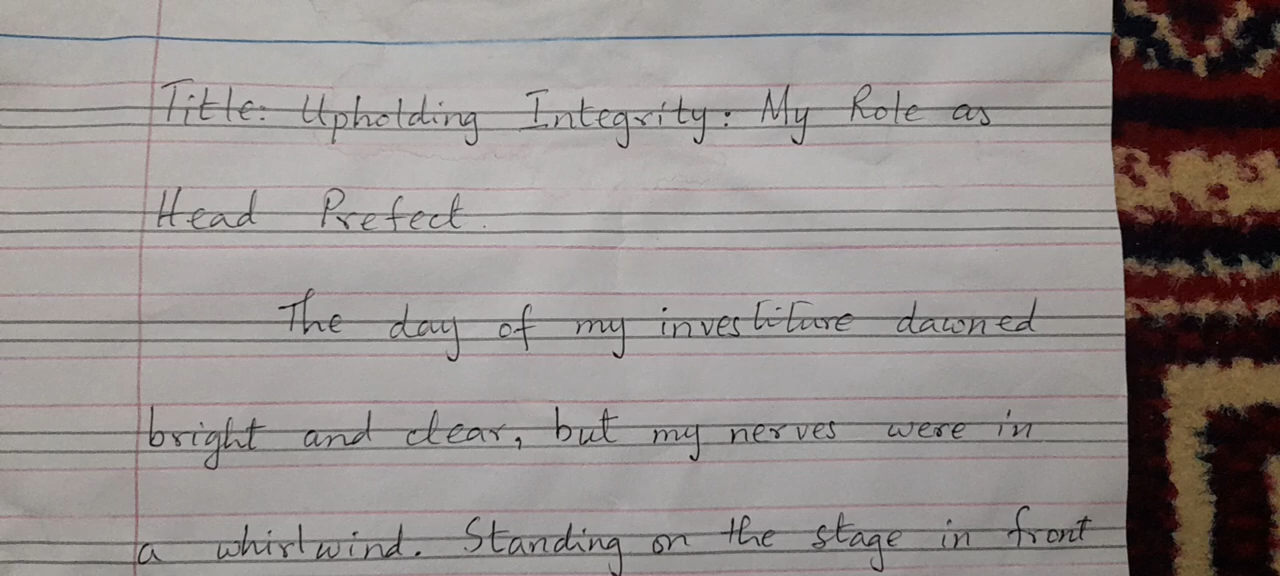 Title: Upholding Integrity: My Role as
Head Prefect.
The day of my investiture dawned
bright and clear, but my nerves were in
a whirlwind. Standing on the stage in front